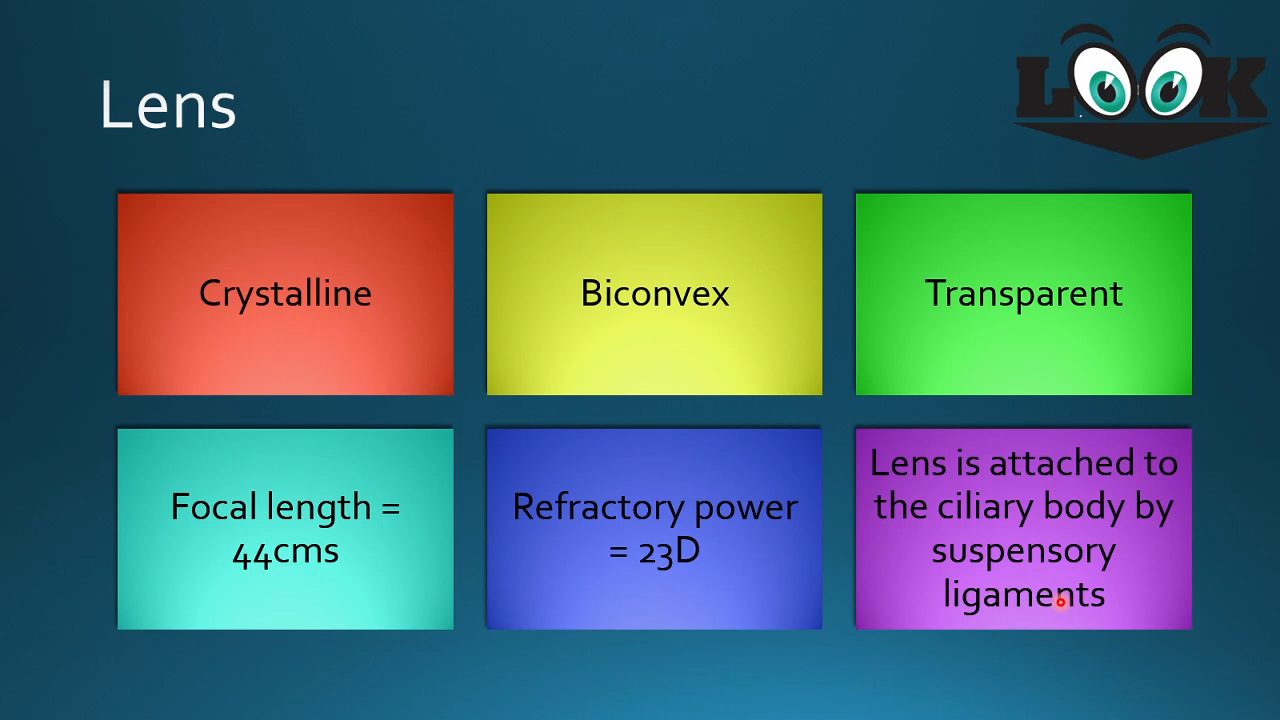 LOOK
Lens
Crystalline
Biconvex
Transparent
Focal length =
44cms
Refractory power
= 23D
Lens is attached to
the ciliary body by
suspensory
ligaments